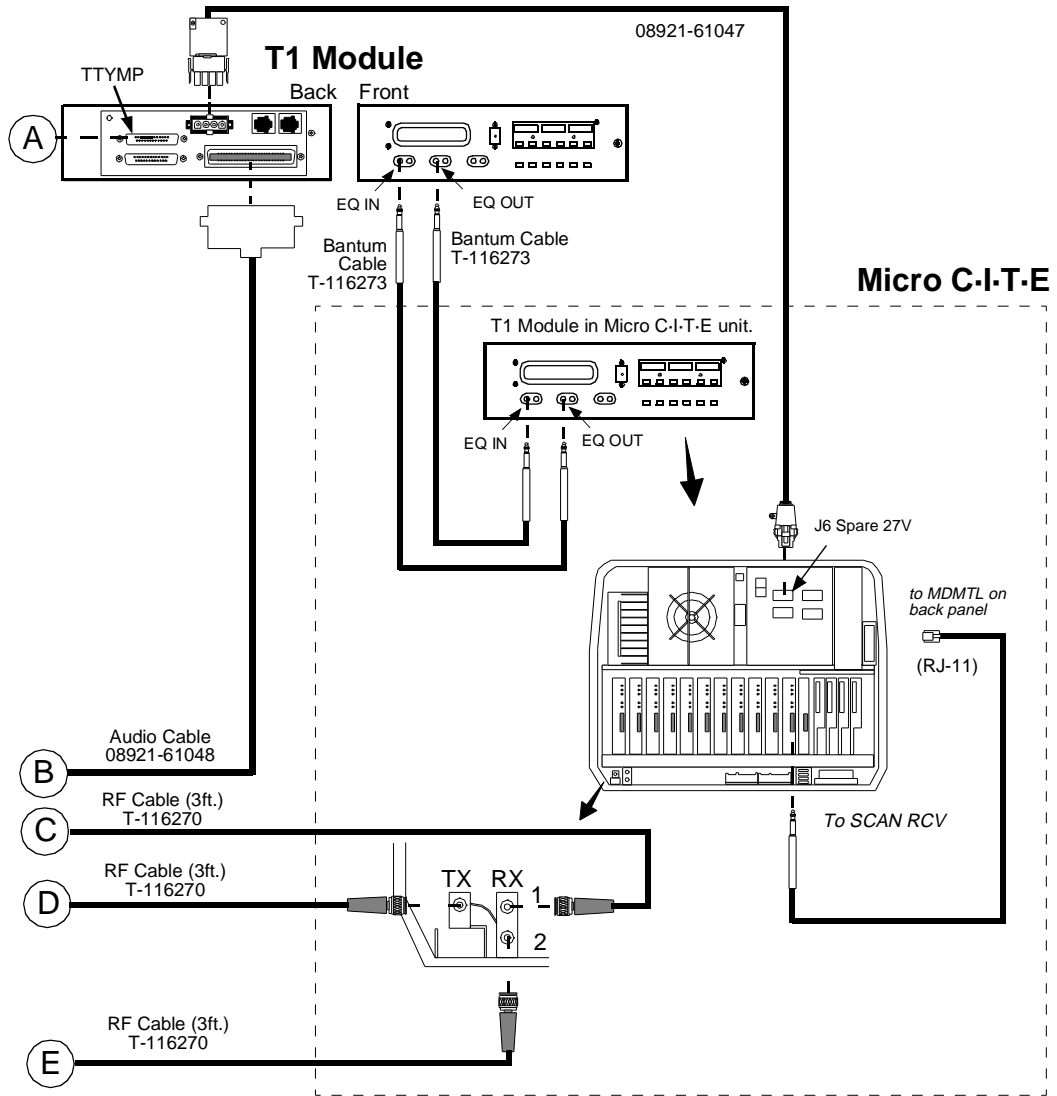 08921-61047
T1 Module
TTYMP
Back
Front
A
EQ IN
EQ OUT
Bantum
Cable
T-116273
Bantum Cable
T-116273
Micro C·I·T·E
T1 Module in Micro C·I·T·E unit.
EQ IN
EQ OUT
J6 Spare 27V
to MDMTL on
back panel
(RJ-11)
Audio Cable
08921-61048
B
RF Cable (3ft.)
T-116270
C
To SCAN RCV
RF Cable (3ft.)
T-116270
D
TX
RX
1
2
RF Cable (3ft.)
T-116270
E